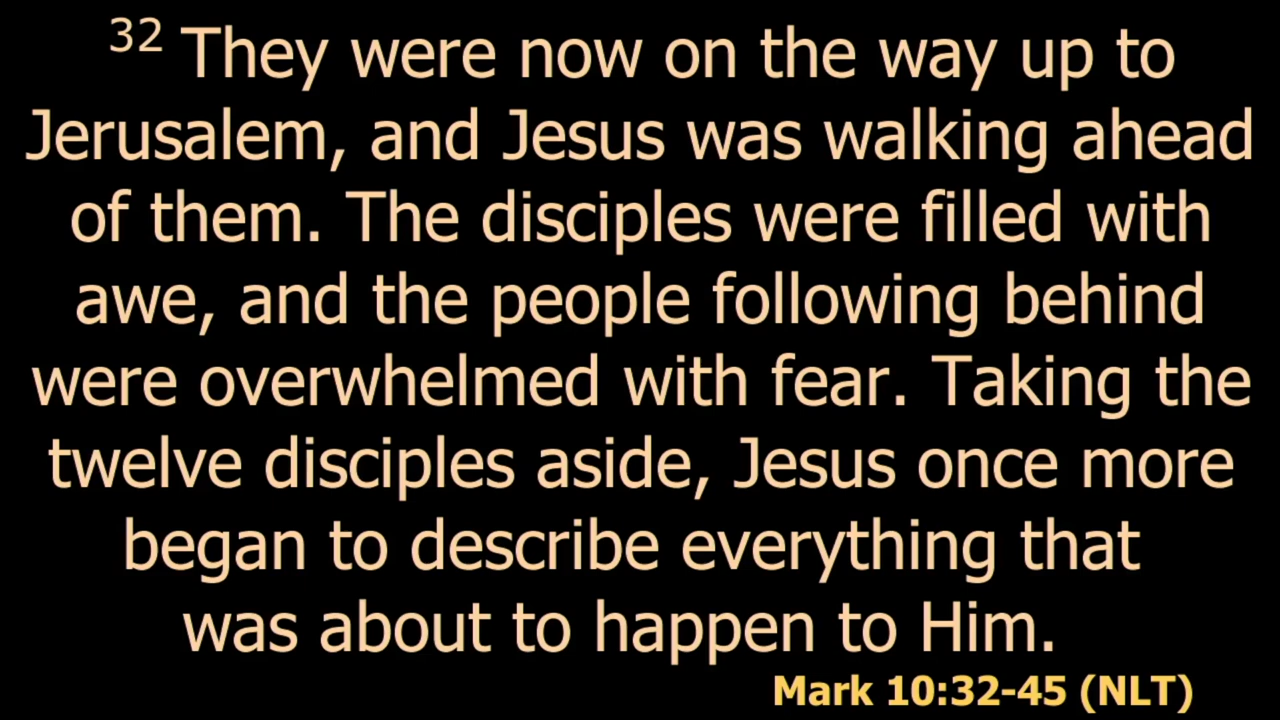 32 They were now on the way up to
Jerusalem, and Jesus was walking ahead
of them. The disciples were filled with
awe, and the people following behind
were overwhelmed with fear. Taking the
twelve disciples aside, Jesus once more
began to describe everything that
was about to happen to Him.
Mark 10:32-45 (NLT)